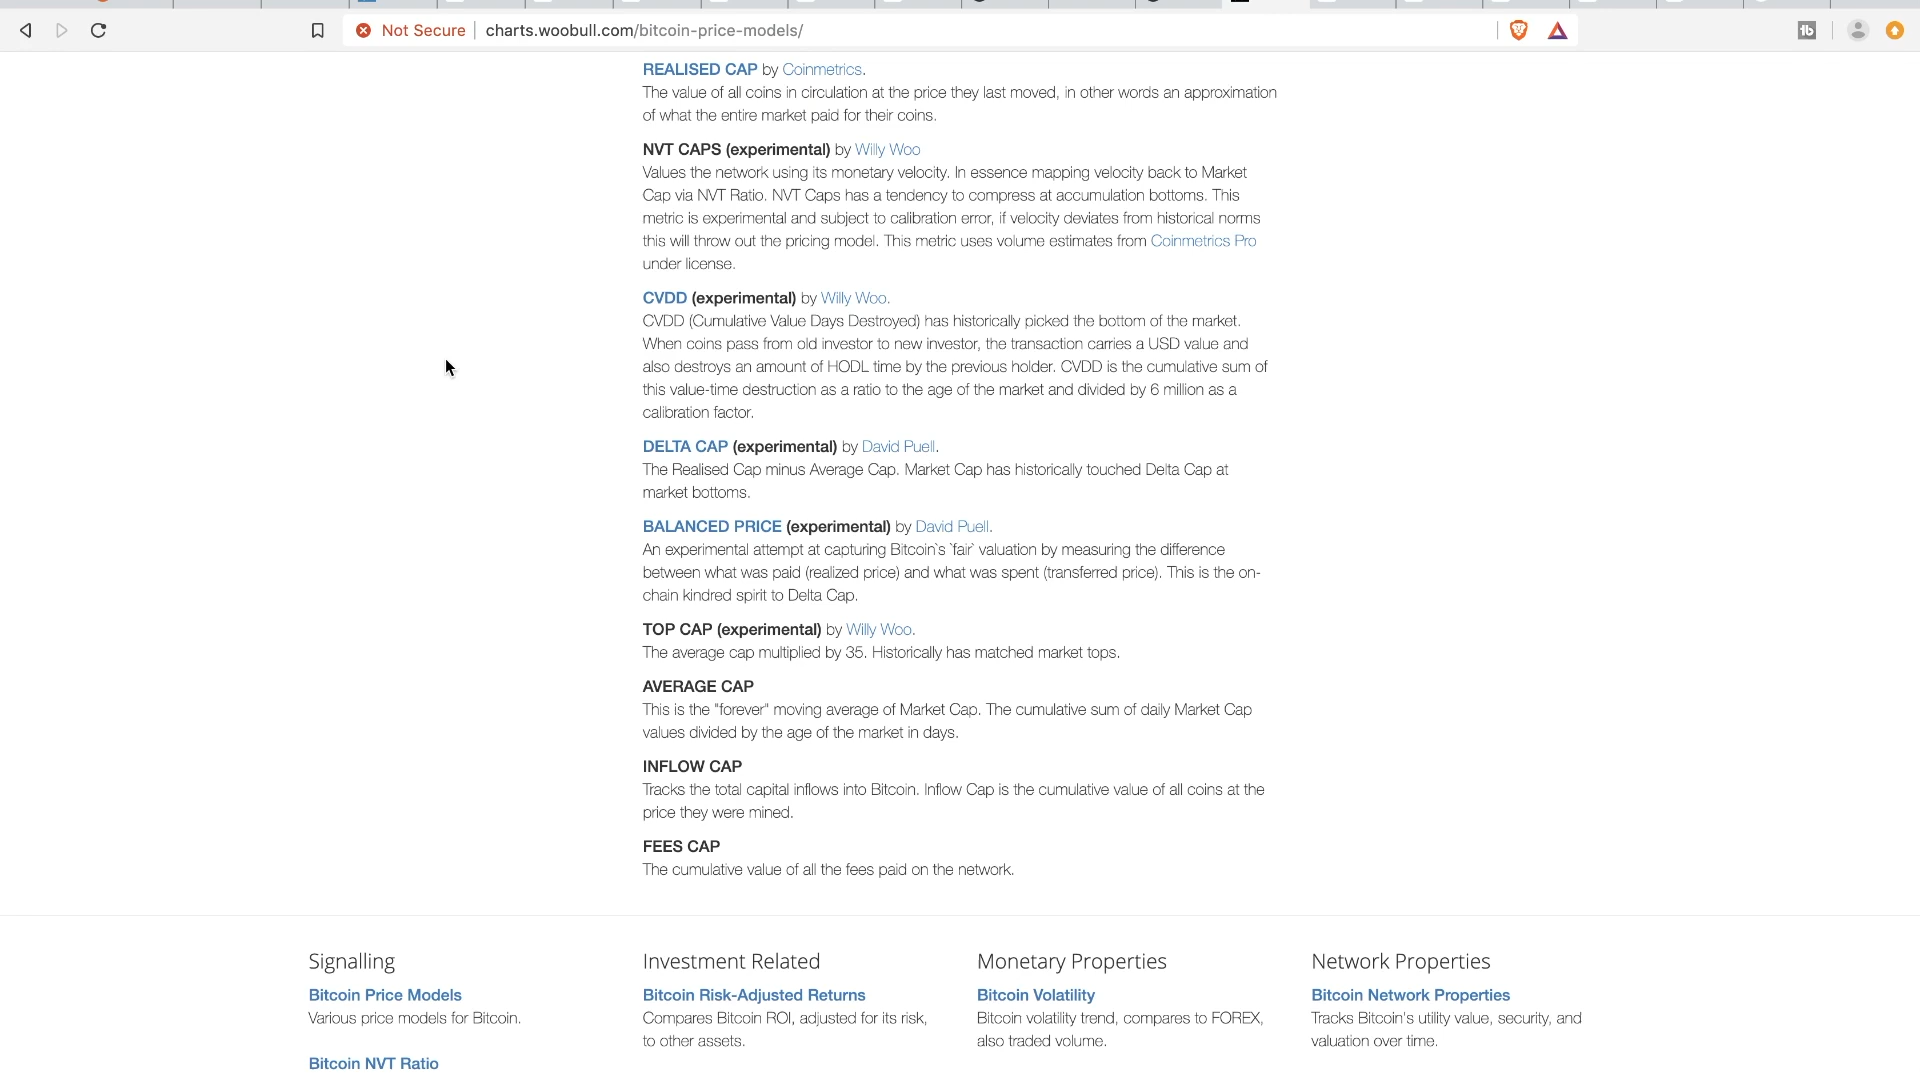 Not Secure | charts.woobull.com/bitcoin-price-models/
REALISED CAP by Coinmetrics.
The value of all coins in circulation at the price they last moved, in other words an approximation
of what the entire market paid for their coins.
NVT CAPS (experimental) by Willy Woo
Values the network using its monetary velocity. In essence mapping velocity back to Market
Cap via NVT Ratio. NVT Caps has a tendency to compress at accumulation bottoms. This
metric is experimental and subject to calibration error, if velocity deviates from historical norms
this will throw out the pricing model. This metric uses volume estimates from Coinmetrics Pro
under license.
CVDD (experimental) by Willy Woo.
CVDD (Cumulative Value Days Destroyed) has historically picked the bottom of the market.
When coins pass from old investor to new investor, the transaction carries a USD value and
also destroys an amount of HODL time by the previous holder. CVDD is the cumulative sum of
this value-time destruction as a ratio to the age of the market and divided by 6 million as a
calibration factor.
DELTA CAP (experimental) by David Puell.
The Realised Cap minus Average Cap. Market Cap has historically touched Delta Cap at
market bottoms.
BALANCED PRICE (experimental) by David Puell.
An experimental attempt at capturing Bitcoin`s `fair` valuation by measuring the difference
between what was paid (realized price) and what was spent (transferred price). This is the on-
chain kindred spirit to Delta Cap.
TOP CAP (experimental) by Willy Woo.
The average cap multiplied by 35. Historically has matched market tops.
AVERAGE CAP
This is the "forever" moving average of Market Cap. The cumulative sum of daily Market Cap
values divided by the age of the market in days.
INFLOW CAP
Tracks the total capital inflows into Bitcoin. Inflow Cap is the cumulative value of all coins at the
price they were mined.
FEES CAP
The cumulative value of all the fees paid on the network.
Signalling
Bitcoin Price Models
Various price models for Bitcoin.
Bitcoin NVT Ratio
Investment Related
Bitcoin Risk-Adjusted Returns
Compares Bitcoin ROI, adjusted for its risk,
to other assets.
Monetary Properties
Bitcoin Volatility
Bitcoin volatility trend, compares to FOREX,
also traded volume.
Network Properties
Bitcoin Network Properties
Tracks Bitcoin's utility value, security, and
valuation over time.